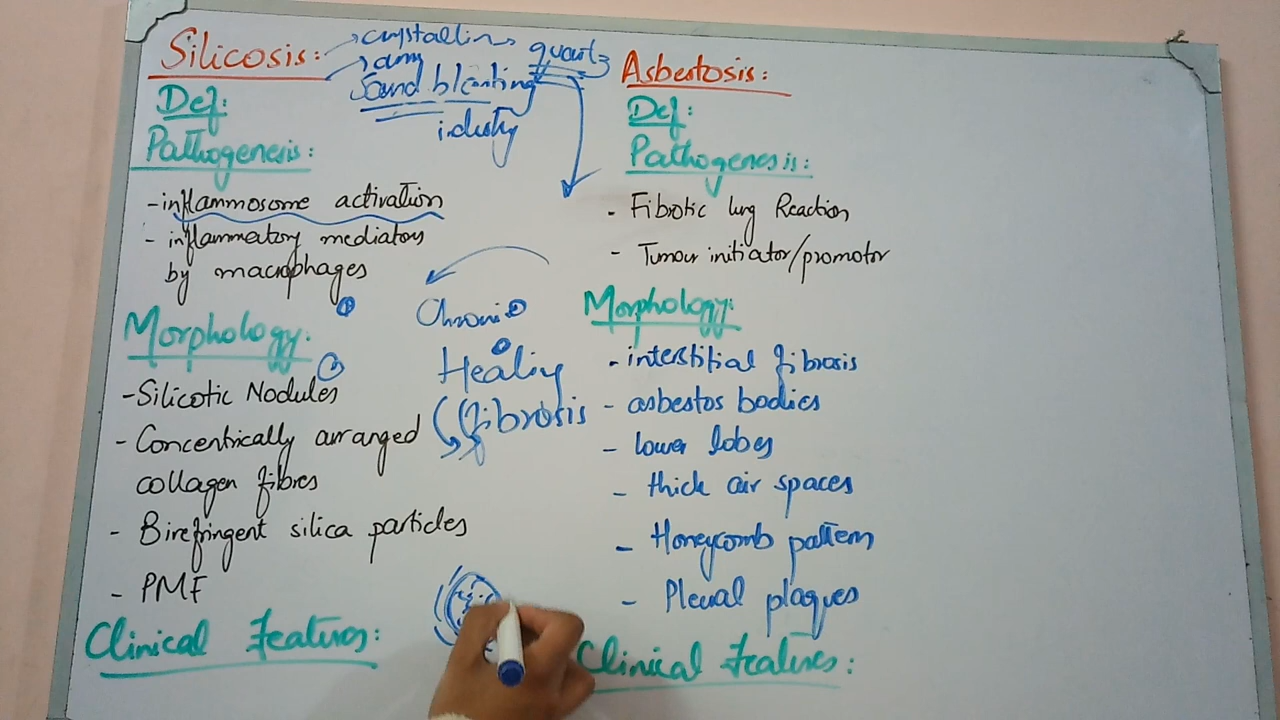 Silicosis:
crystallin
am
quartz
Sand blasting
industry
Def:
Pathogenesis:
-inflammosome activation
- inflammatory mediators
by macrophages
Morphology:
-Silicotic Nodules
- Concentrically arranged
collagen fibres
- Birefringent silica particles
- PMF
Clinical Features:
Chronic
Healing
fibrosis
Asbestosis:
Def:
Pathogenesis:
- Fibrotic lung Reaction
- Tumour initiator/promotor
Morphology:
- interstitial fibrosis
- asbestos bodies
- lower lobes
- thick air spaces
- Honeycomb pattern
- Pleural plaques
Clinical Features: